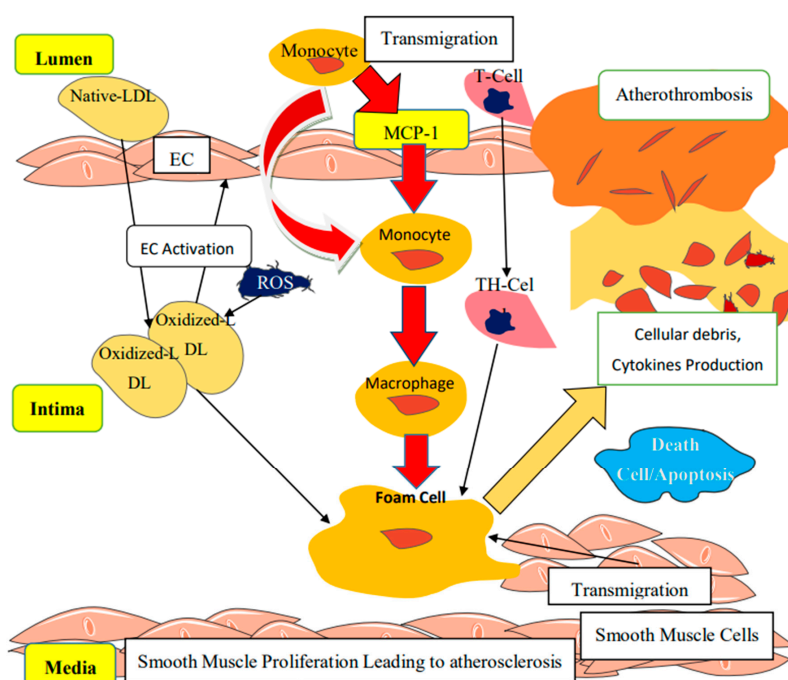 Lumen
Monocyte
Transmigration
T-Cell
Native-LDL
Atherothrombosis
MCP-1
EC
Monocyte
EC Activation
ROS
TH-Cel
Oxidized-L
DL
Oxidized-L
DL
Cellular debris,
Cytokines Production
Macrophage
Intima
Death
Cell/Apoptosis
Foam Cell
Transmigration
Smooth Muscle Cells
Media
Smooth Muscle Proliferation Leading to atherosclerosis